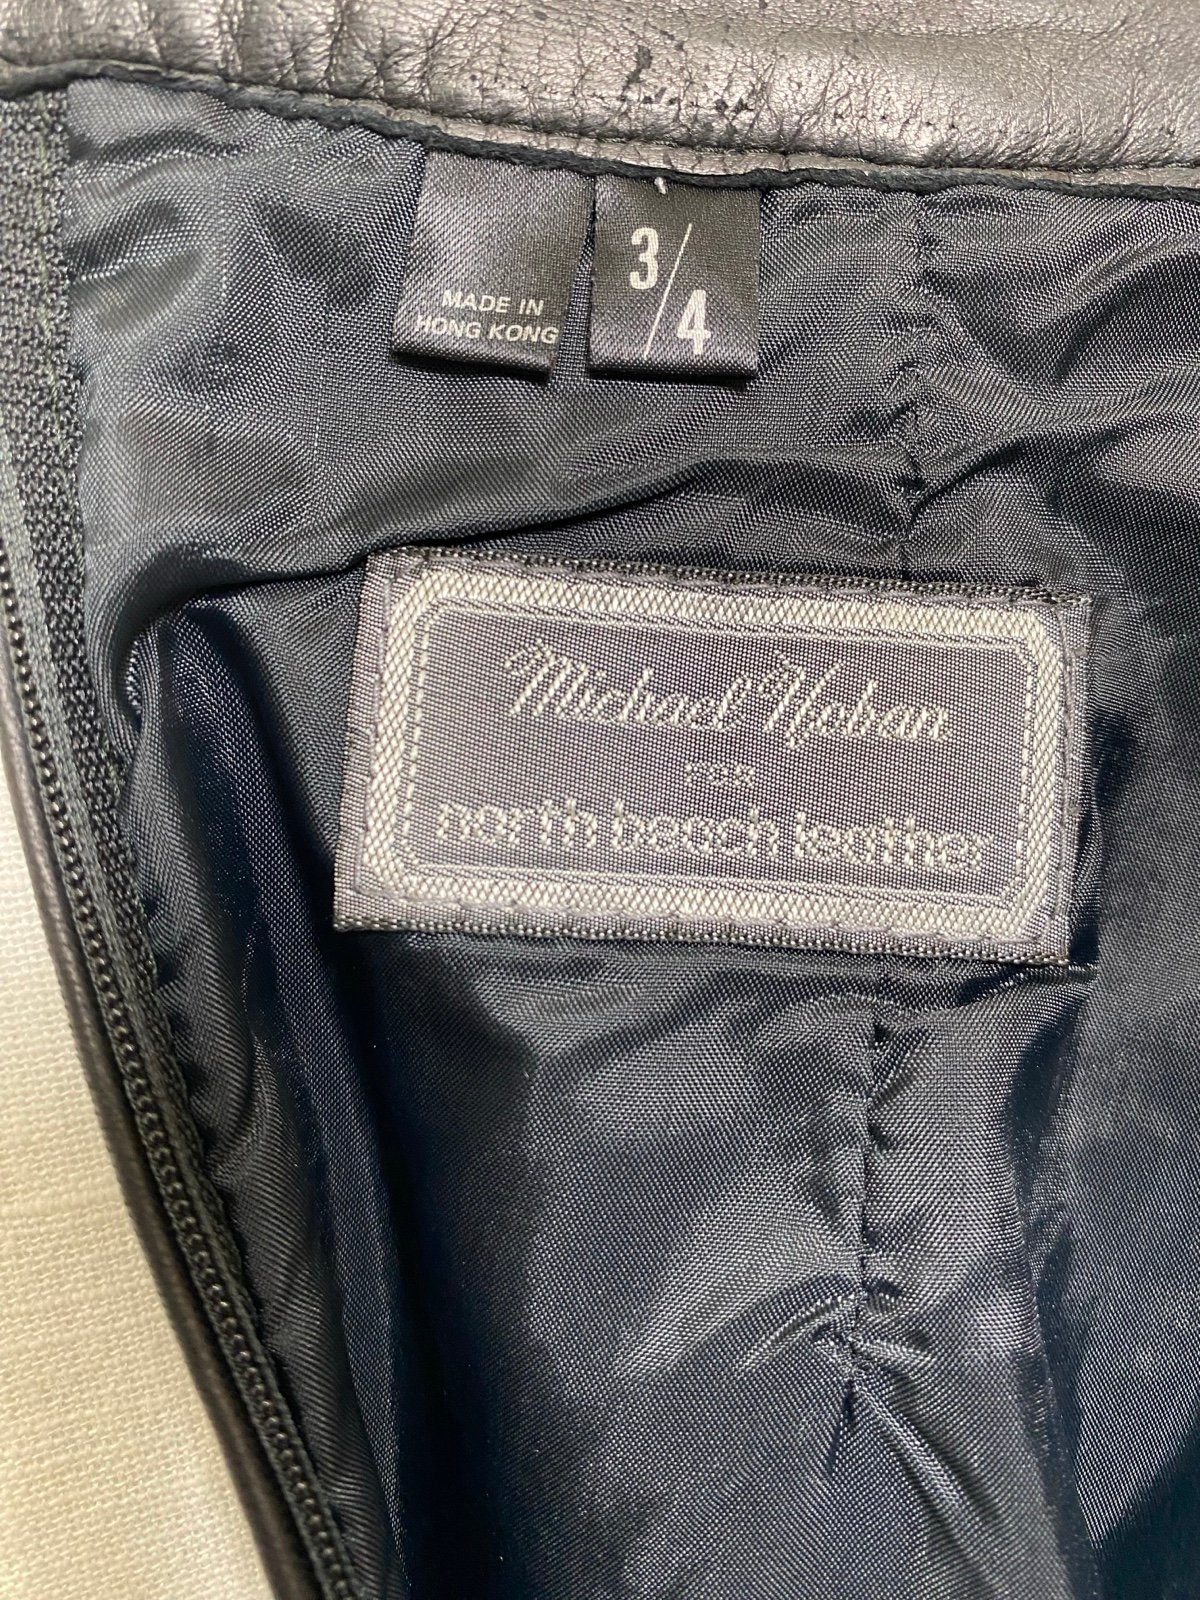 MADE IN
HONG KONG
3/4
Michael Hoban
FOR
north beach leather